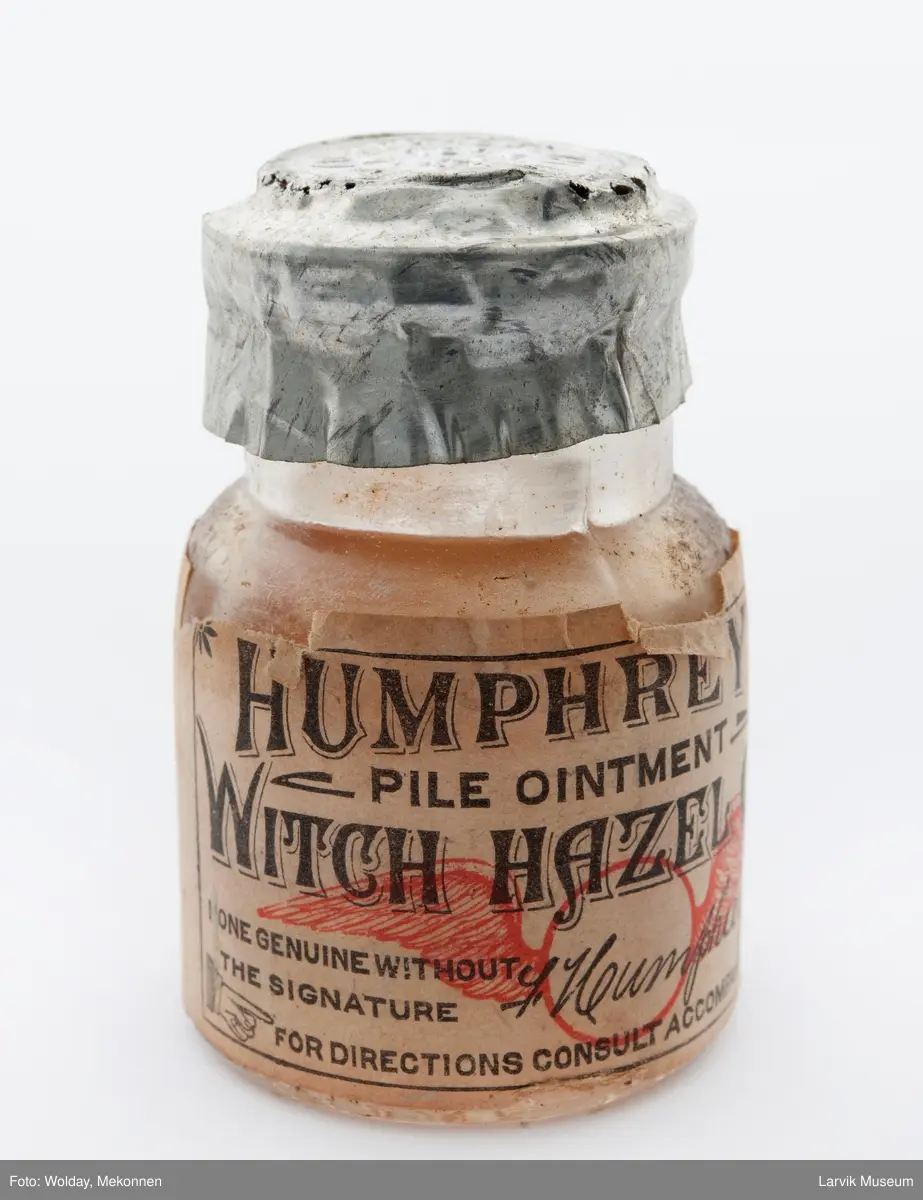 HUMPHREY
PILE OINTMENT
WITCH HAZEL
NONE GENUINE WITHOUT
THE SIGNATURE
FOR DIRECTIONS CONSULT
Foto: Wolday, Mekonnen
Larvik Museum